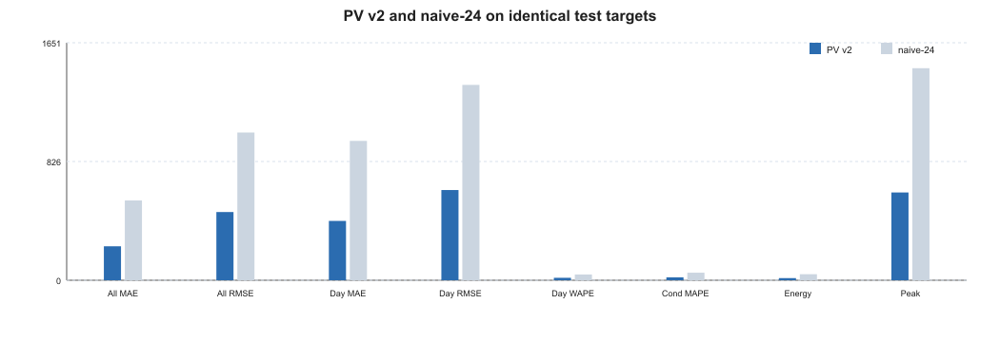 PV v2 and naive-24 on identical test targets
1651
PV v2
naive-24
826
0
All MAE
All RMSE
Day MAE
Day RMSE
Day WAPE
Cond MAPE
Energy
Peak